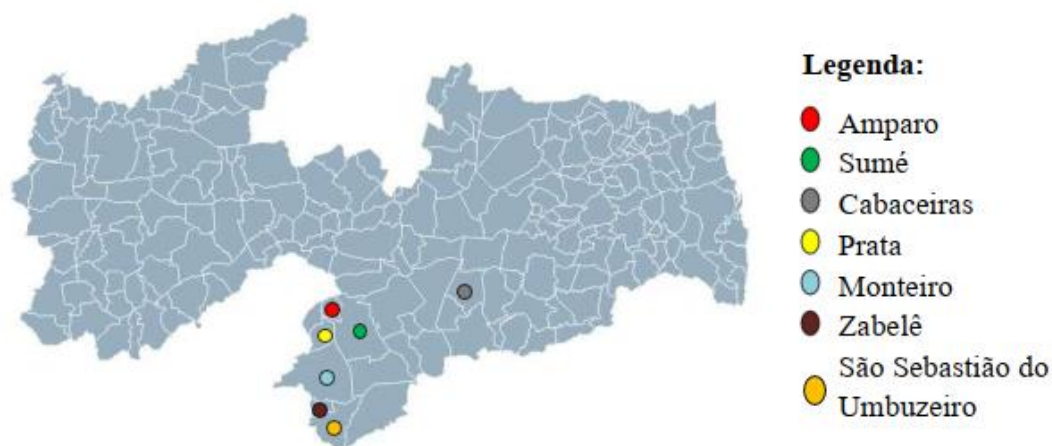 Legenda:
Amparo
Sumé
Cabaceiras
Prata
Monteiro
Zabelê
São Sebastião do
Umbuzeiro